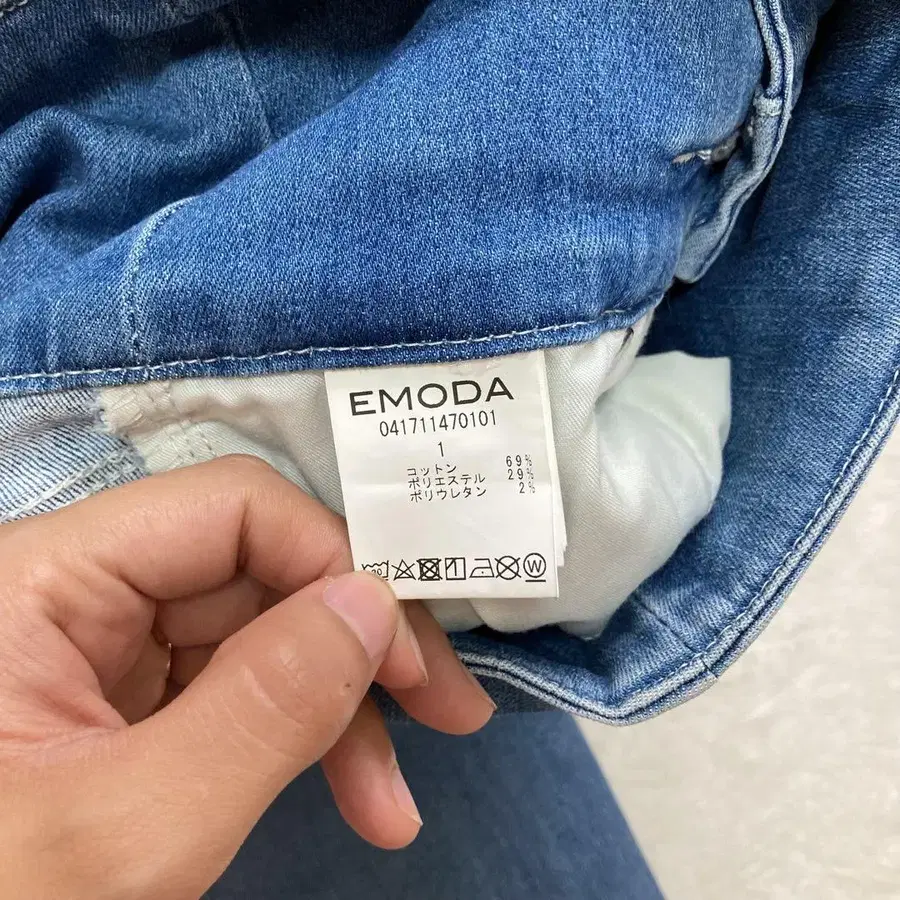 EMODA
041711470101
1
コットン 69%
ポリエステル 29%
ポリウレタン 2%
W